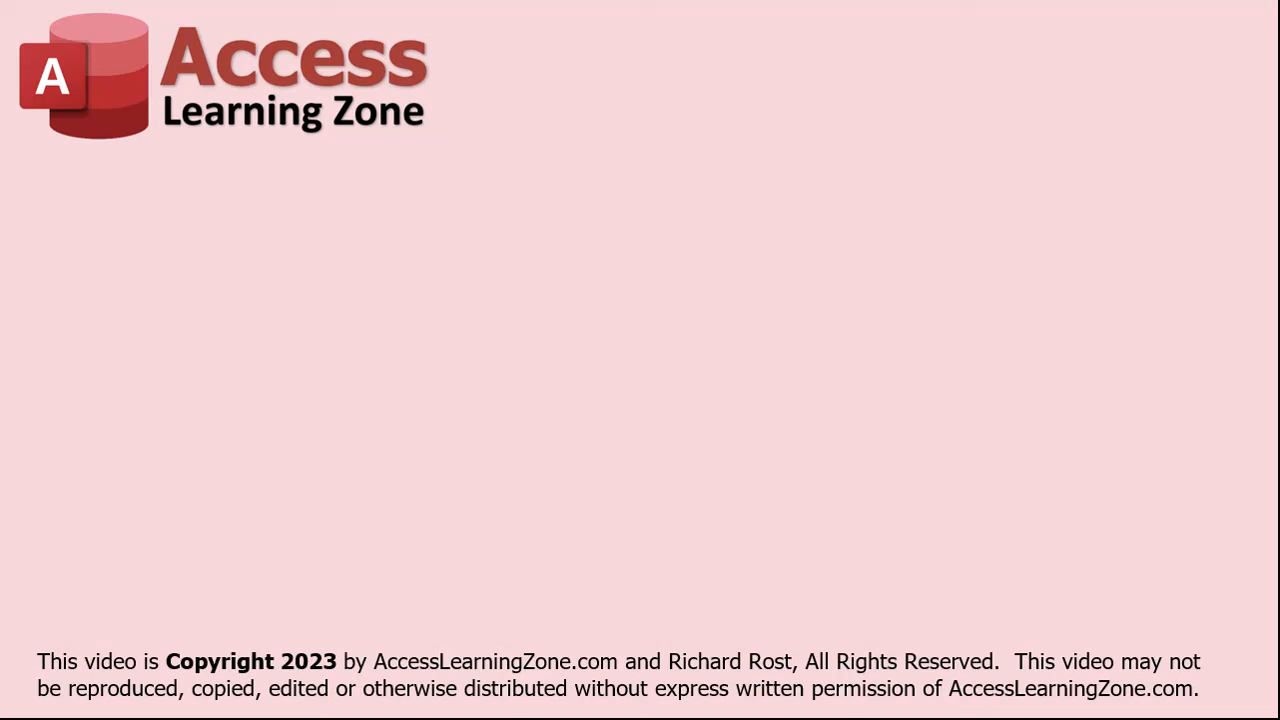 A
Access
Learning Zone
This video is Copyright 2023 by AccessLearningZone.com and Richard Rost, All Rights Reserved.  This video may not
be reproduced, copied, edited or otherwise distributed without express written permission of AccessLearningZone.com.